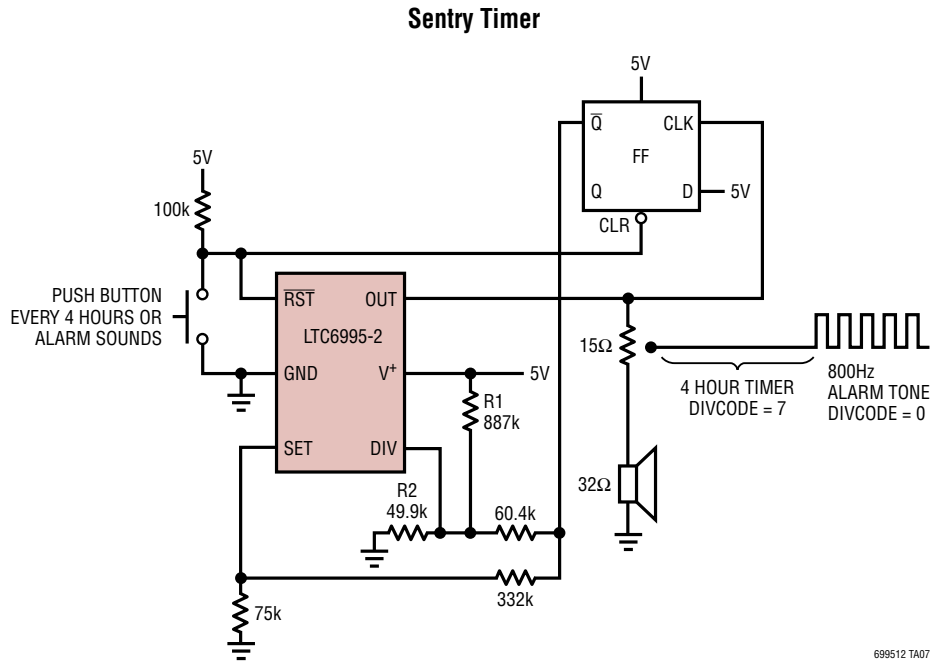 Sentry Timer
5V
Q̅
CLK
FF
Q
D
5V
CLR
5V
100k
PUSH BUTTON
EVERY 4 HOURS OR
ALARM SOUNDS
R̅S̅T̅
OUT
LTC6995-2
GND
V+
5V
SET
DIV
R1
887k
R2
49.9k
60.4k
332k
75k
15Ω
32Ω
4 HOUR TIMER
DIVCODE = 7
800Hz
ALARM TONE
DIVCODE = 0
699512 TA07